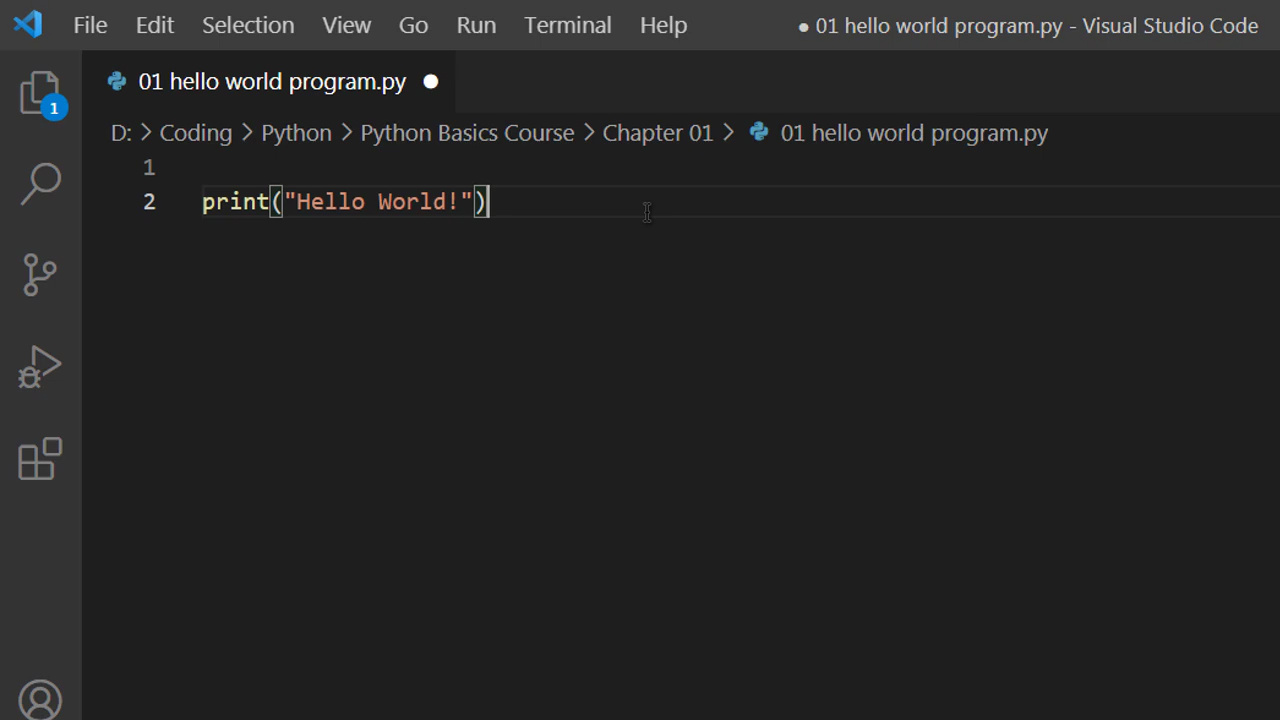 File Edit Selection View Go Run Terminal Help ● 01 hello world program.py - Visual Studio Code
01 hello world program.py
1
D: > Coding > Python > Python Basics Course > Chapter 01 > 01 hello world program.py
1
2 print("Hello World!")